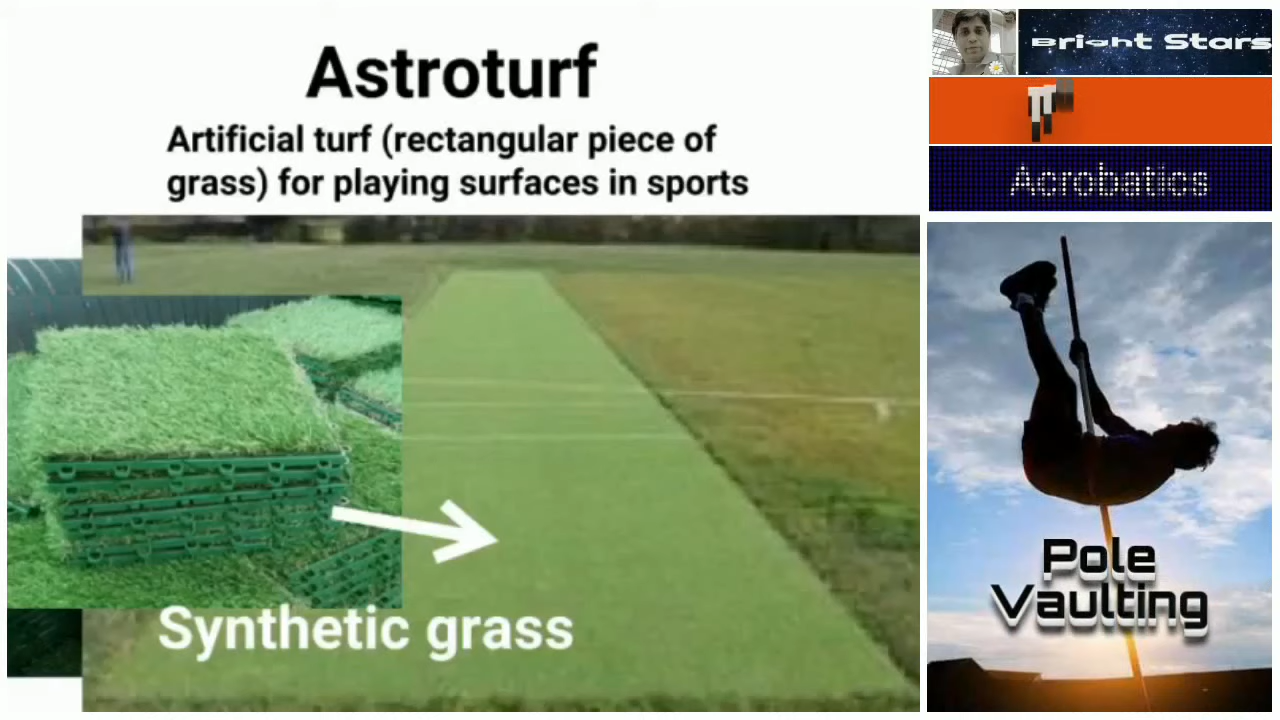 Astroturf
Artificial turf (rectangular piece of
grass) for playing surfaces in sports
Synthetic grass
Bright Stars
Acrobatics
Pole
Vaulting